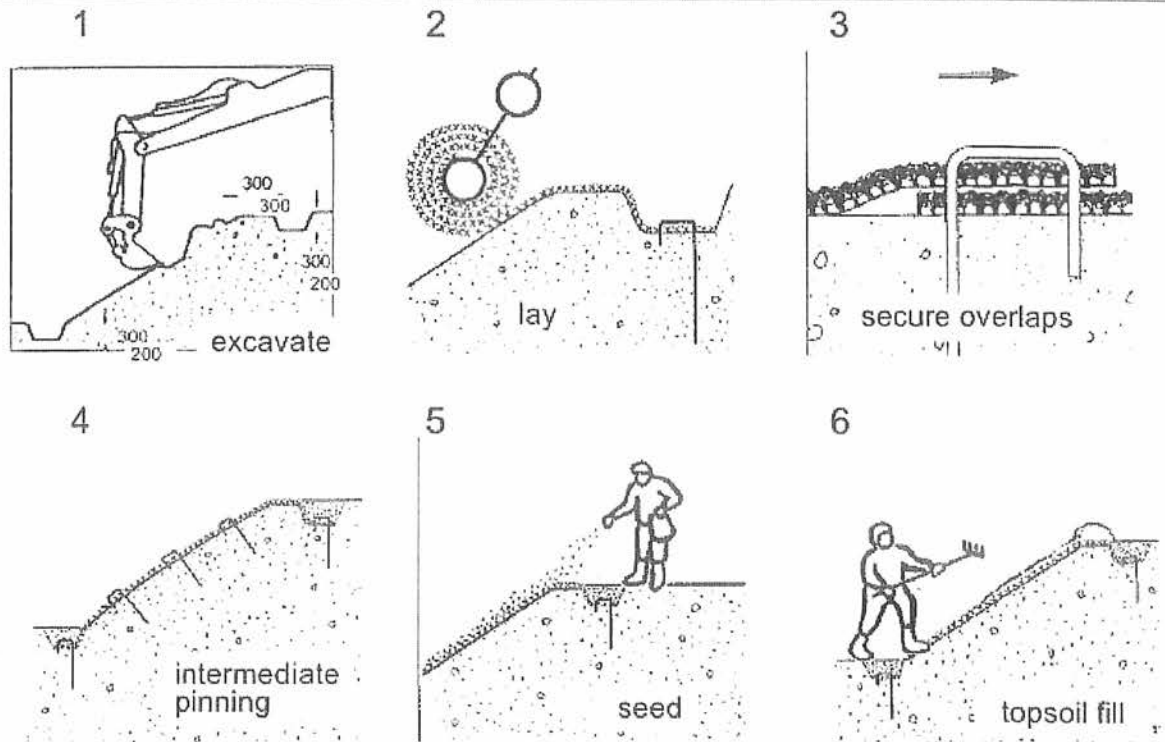 1
2
3
300
300
300
200
300
200
excavate
lay
secure overlaps
4
5
6
intermediate
pinning
seed
topsoil fill